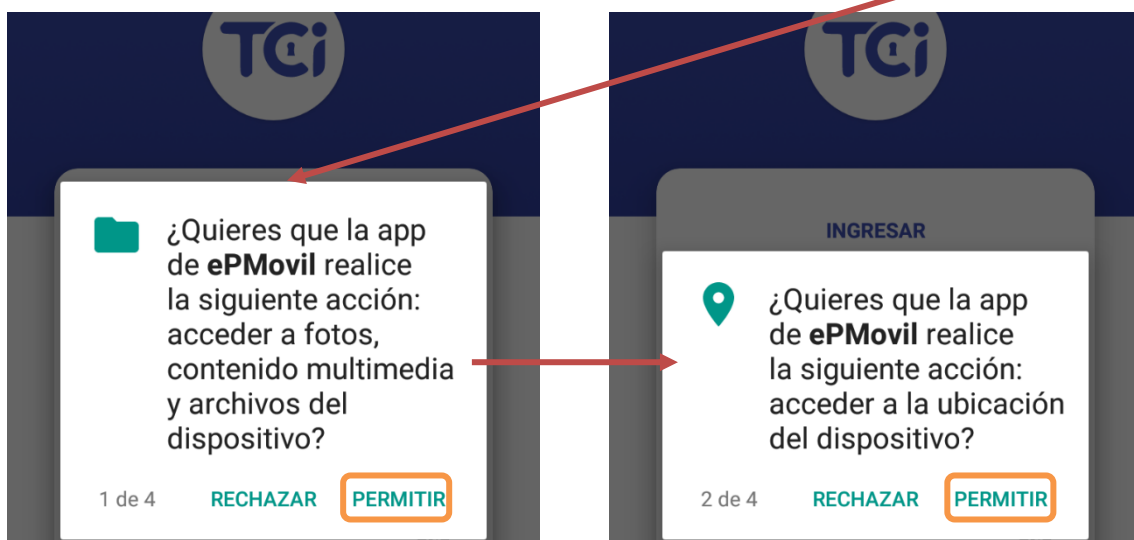 TCi
¿Quieres que la app
de ePMovil realice
la siguiente acción:
acceder a fotos,
contenido multimedia
y archivos del
dispositivo?
1 de 4 RECHAZAR PERMITIR
TCi
INGRESAR
¿Quieres que la app
de ePMovil realice
la siguiente acción:
acceder a la ubicación
del dispositivo?
2 de 4 RECHAZAR PERMITIR